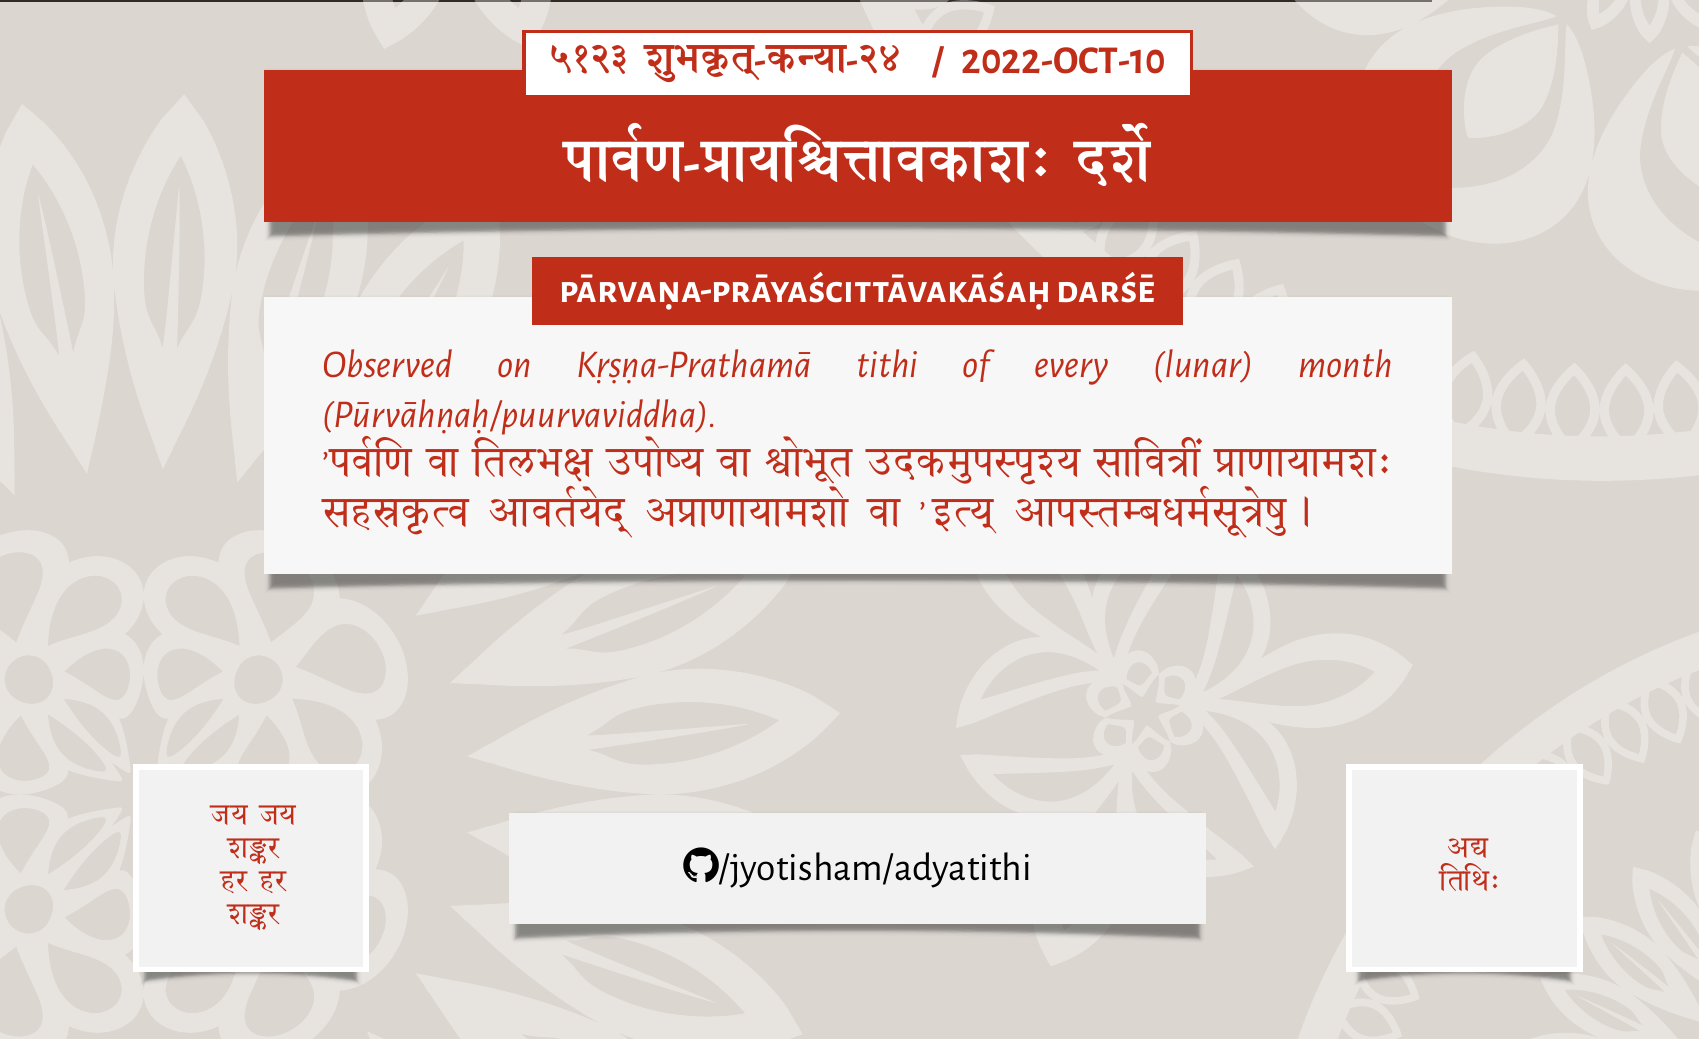 ५१२३ शुभकृत्-कन्या-२४ / 2022-OCT-10
पार्वण-प्रायश्चित्तावकाशः दर्शे
PĀRVAṆA-PRĀYAŚCITTĀVAKĀŚAḤ DARŚĒ
Observed on Kṛṣṇa-Prathamā tithi of every (lunar) month
(Pūrvāhṇaḥ/puurvaviddha).
’पर्वणि वा तिलभक्ष उपोष्य वा श्वोभूत उदकमुपस्पृश्य सावित्रीं प्राणायामशः
सहस्रकृत्व आवर्तयेद् अप्राणायामशो वा ’इत्य् आपस्तम्बधर्मसूत्रेषु।
जय जय
शङ्कर
हर हर
शङ्कर
/jyotisham/adyatithi
अद्य
तिथिः